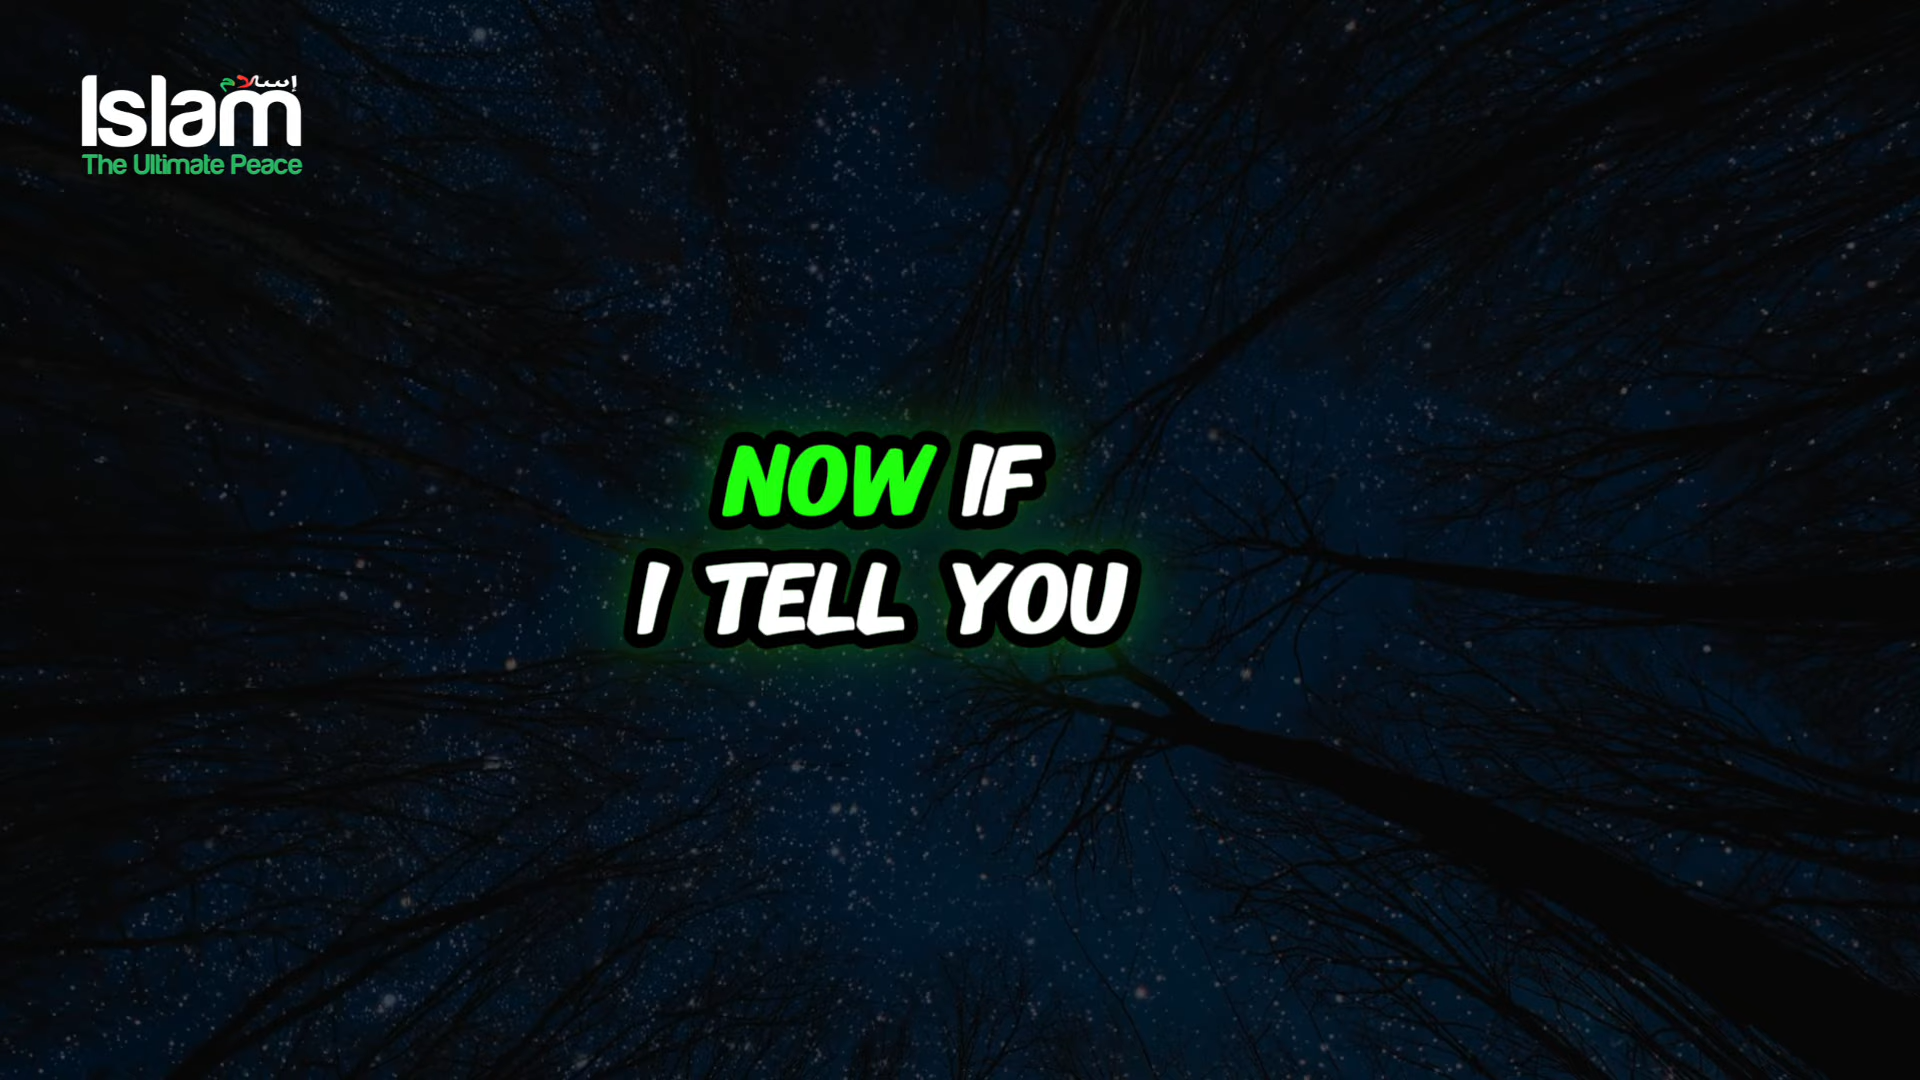 إسلام
Islam
The Ultimate Peace
NOW IF
I TELL YOU